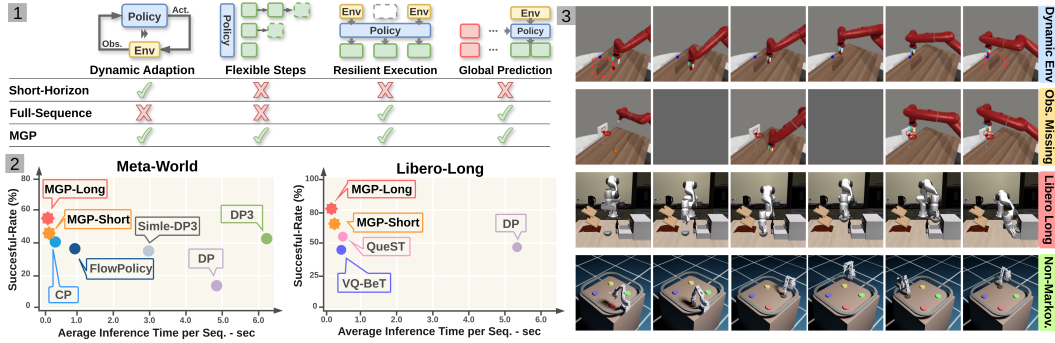 1
Policy
Act.
Obs.
Env
Policy
Env
Env
Policy
Env
...
Policy
...
Dynamic Adaption
Flexible Steps
Resilient Execution
Global Prediction
Short-Horizon
Full-Sequence
MGP
2
Meta-World
Succesful-Rate (%)
80
60
40
20
0
MGP-Long
MGP-Short
Simle-DP3
DP3
FlowPolicy
DP
CP
0.0
1.0
2.0
3.0
4.0
5.0
6.0
Aerage Inference Time per Seq. - sec
Libero-Long
Succesful-Rate (%)
100
80
50
25
0
MGP-Long
MGP-Short
QueST
VQ-BeT
DP
0.0
1.0
2.0
3.0
4.0
5.0
6.0
Average Inference Time per Seq. - sec
3
Dynamic Env
Obs. Missing
Libero Long
Non-Markov.